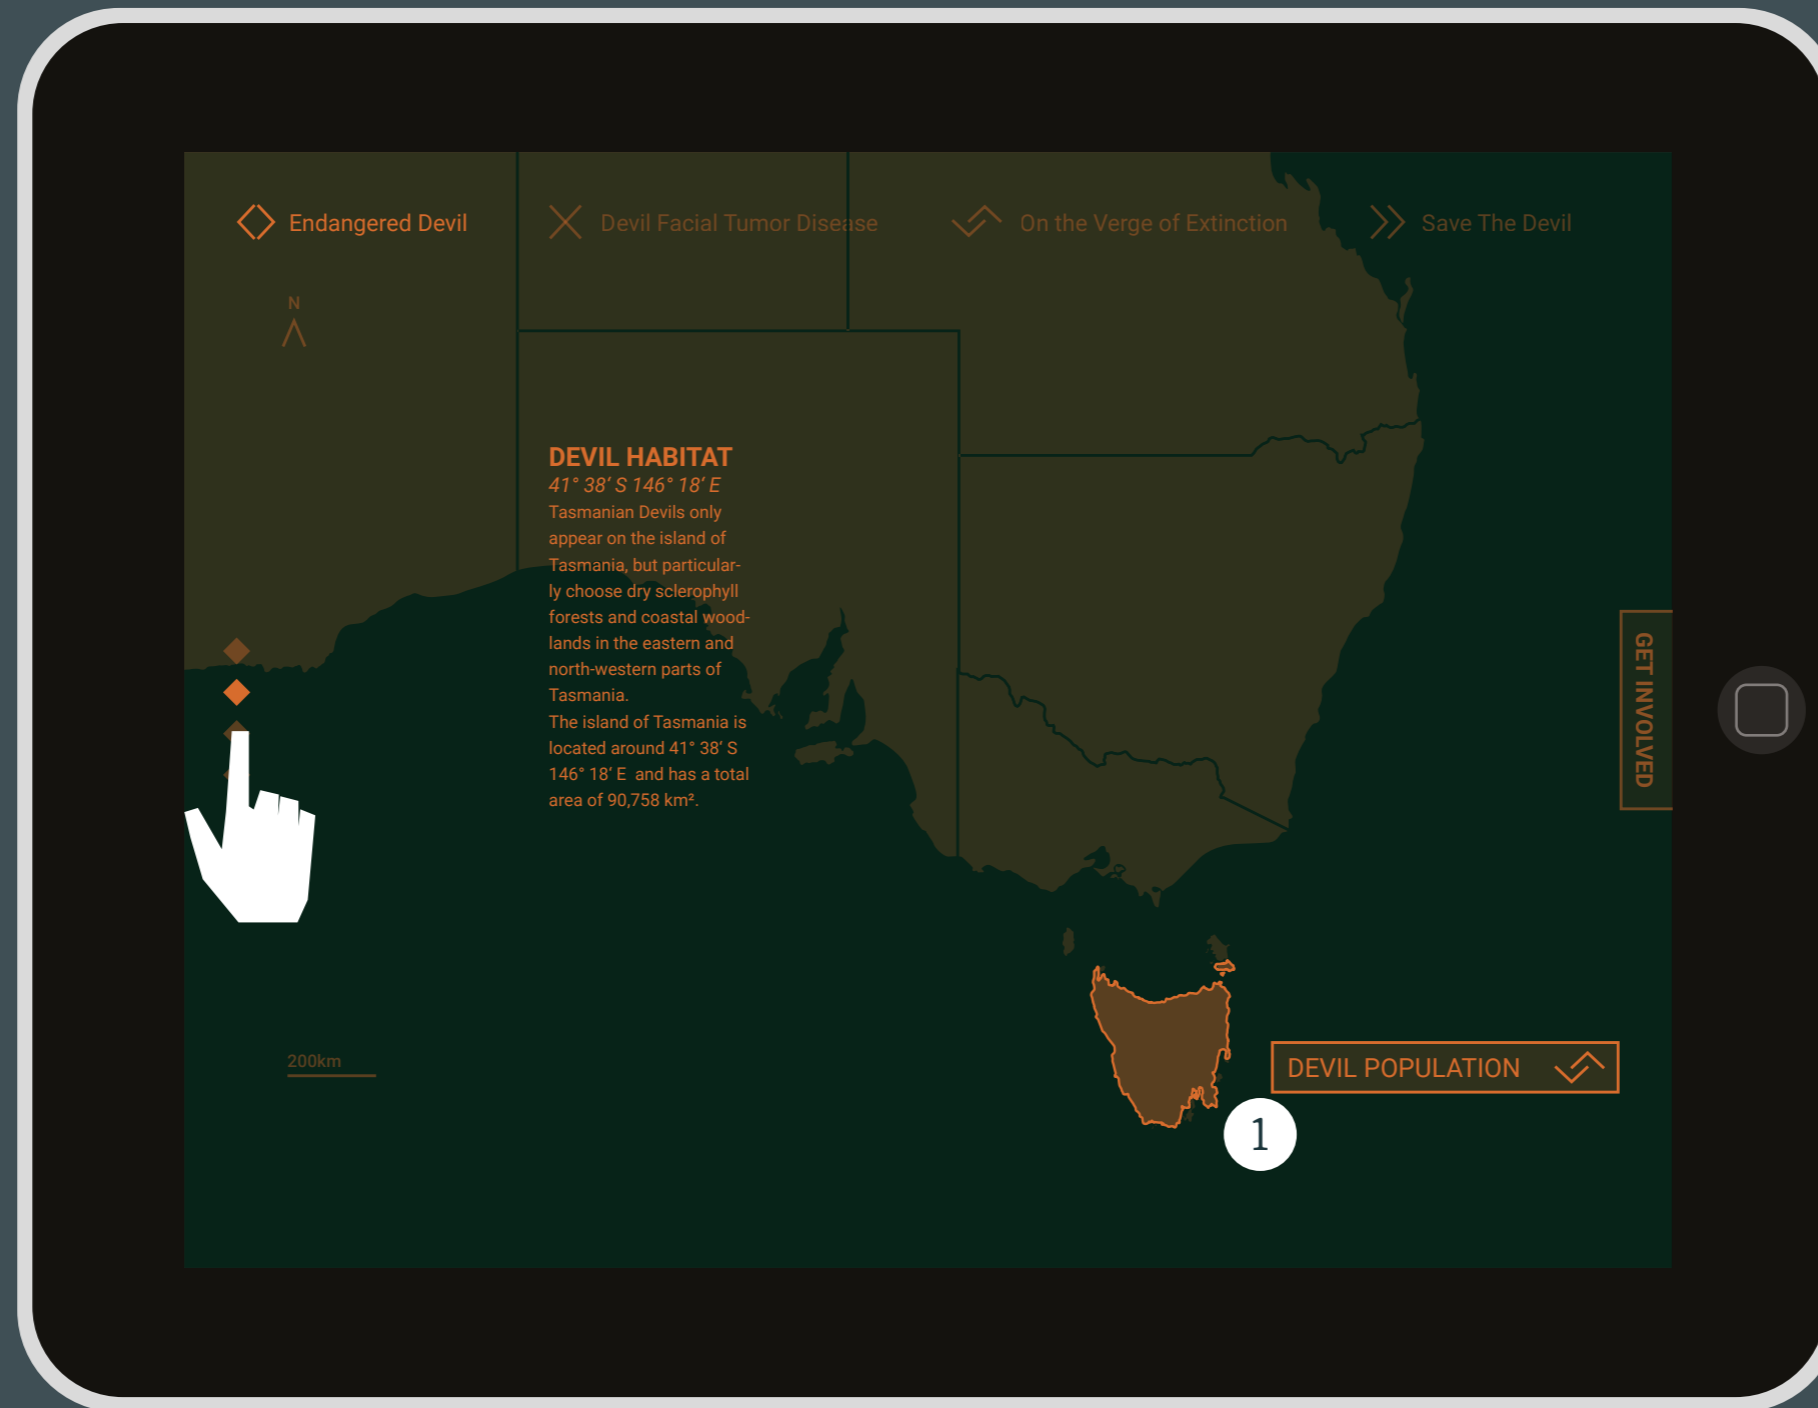 Endangered Devil
Devil Facial Tumor Disease
On the Verge of Extinction
Save The Devil
N
DEVIL HABITAT
41° 38‘ S 146° 18‘ E
Tasmanian Devils only
appear on the island of
Tasmania, but particular-
ly choose dry sclerophyll
forests and coastal wood-
lands in the eastern and
north-western parts of
Tasmania.
The island of Tasmania is
located around 41° 38‘ S
146° 18‘ E and has a total
area of 90,758 km².
GET INVOLVED
200km
DEVIL POPULATION
1